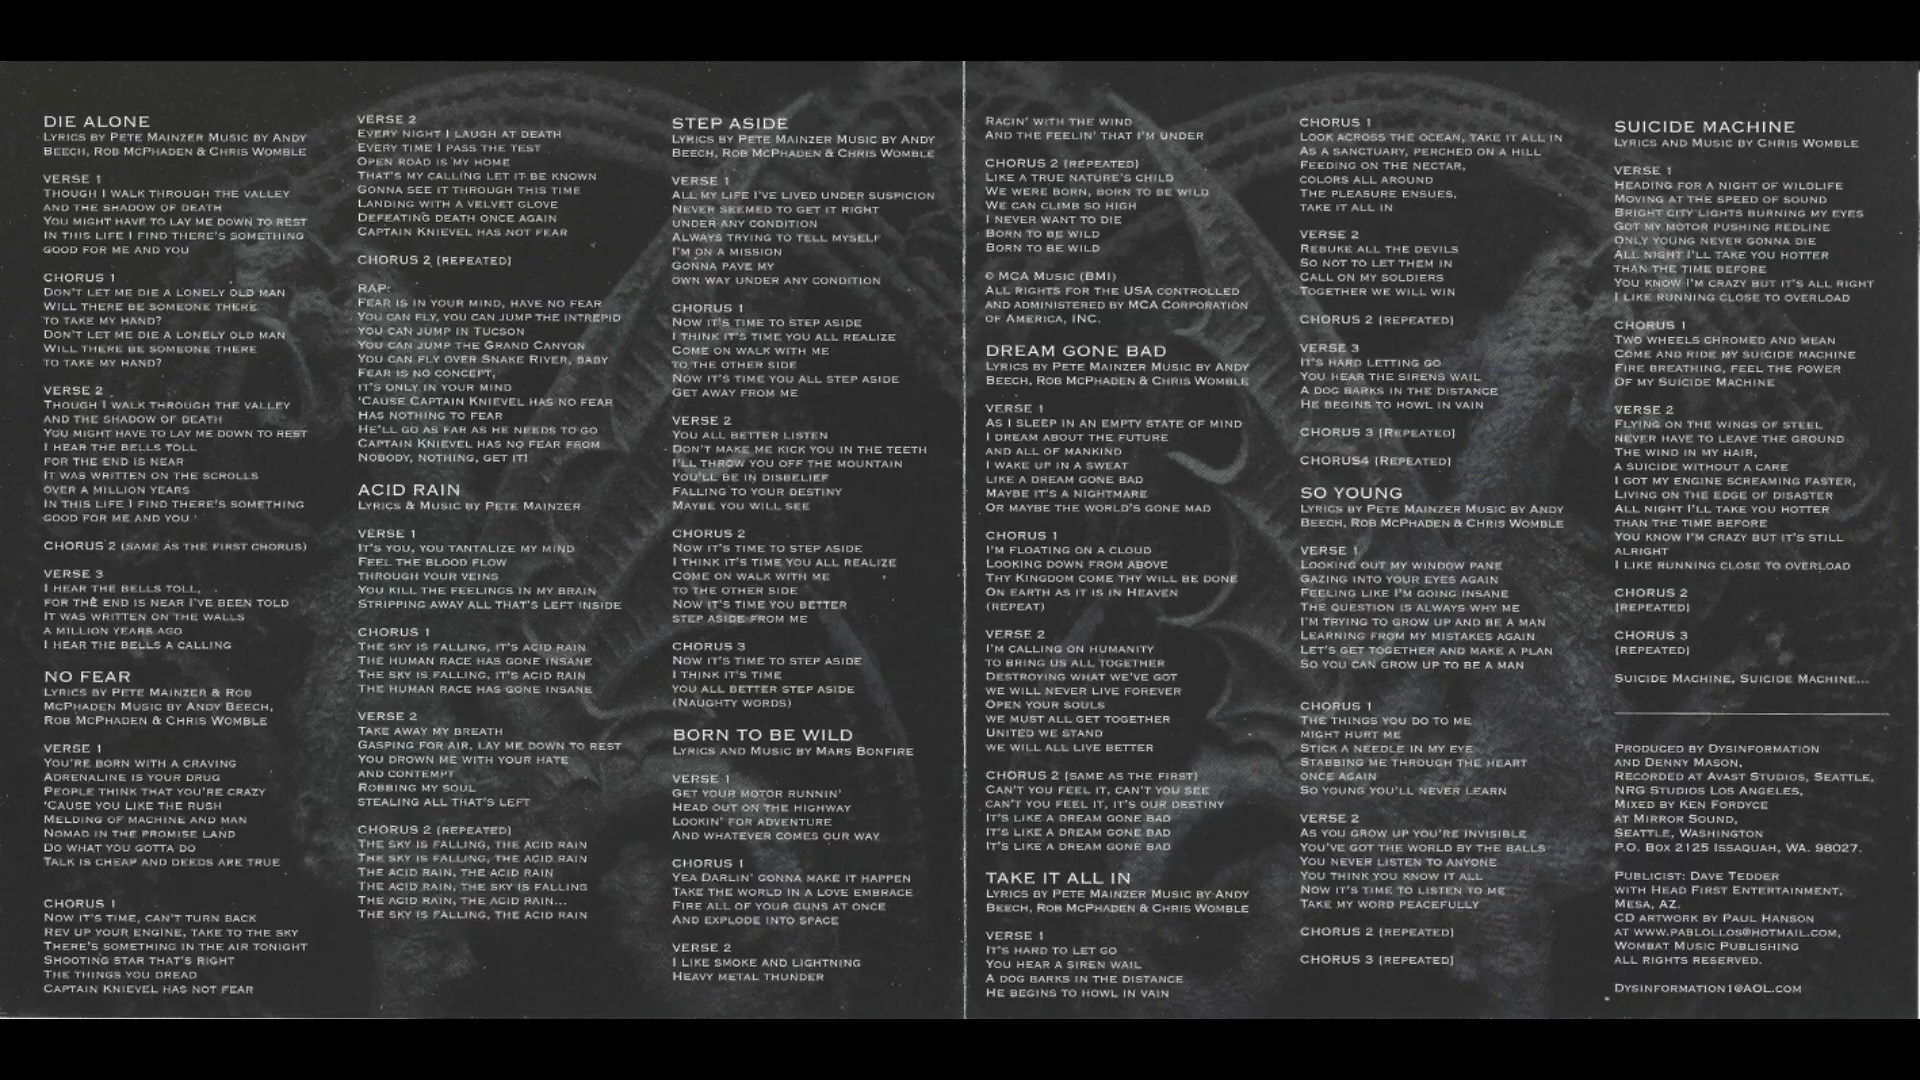 DIE ALONE
LYRICS BY PETE MAINZER MUSIC BY ANDY
BEECH, ROB MCPHADEN & CHRIS WOMBLE
VERSE 1
THOUGH I WALK THROUGH THE VALLEY
AND THE SHADOW OF DEATH
YOU MIGHT HAVE TO LAY ME DOWN TO REST
IN THIS LIFE I FIND THERE'S SOMETHING
GOOD FOR ME AND YOU
CHORUS 1
DON'T LET ME DIE A LONELY OLD MAN
WILL THERE BE SOMEONE THERE
TO TAKE MY HAND?
DON'T LET ME DIE A LONELY OLD MAN
WILL THERE BE SOMEONE THERE
TO TAKE MY HAND?
VERSE 2
THOUGH I WALK THROUGH THE VALLEY
AND THE SHADOW OF DEATH
YOU MIGHT HAVE TO LAY ME DOWN TO REST
I HEAR THE BELLS TOLL
FOR THE END IS NEAR
IT WAS WRITTEN ON THE SCROLLS
OVER A MILLION YEARS
IN THIS LIFE I FIND THERE'S SOMETHING
GOOD FOR ME AND YOU
CHORUS 2 (SAME AS THE FIRST CHORUS)
VERSE 3
I HEAR THE BELLS TOLL,
FOR THE END IS NEAR I'VE BEEN TOLD
IT WAS WRITTEN ON THE WALLS
A MILLION YEARS AGO
I HEAR THE BELLS A CALLING
NO FEAR
LYRICS BY PETE MAINZER & ROB
MCPHADEN MUSIC BY ANDY BEECH,
ROB MCPHADEN & CHRIS WOMBLE
VERSE 1
YOU'RE BORN WITH A CRAVING
ADRENALINE IS YOUR DRUG
PEOPLE THINK THAT YOU'RE CRAZY
'CAUSE YOU LIKE THE RUSH
MELDING OF MACHINE AND MAN
NOMAD IN THE PROMISE LAND
DO WHAT YOU GOTTA DO
TALK IS CHEAP AND DEEDS ARE TRUE
CHORUS 1
NOW IT'S TIME, CAN'T TURN BACK
REV UP YOUR ENGINE, TAKE TO THE SKY
THERE'S SOMETHING IN THE AIR TONIGHT
SHOOTING STAR THAT'S RIGHT
THE THINGS YOU DREAD
CAPTAIN KNIEVEL HAS NOT FEAR
VERSE 2
EVERY NIGHT I LAUGH AT DEATH
EVERY TIME I PASS THE TEST
OPEN ROAD IS MY HOME
THAT'S MY CALLING LET IT BE KNOWN
GONNA SEE IT THROUGH THIS TIME
LANDING WITH A VELVET GLOVE
DEFEATING DEATH ONCE AGAIN
CAPTAIN KNIEVEL HAS NOT FEAR
CHORUS 2 (REPEATED)
RAP:
FEAR IS IN YOUR MIND, HAVE NO FEAR
YOU CAN FLY, YOU CAN JUMP THE INTREPID
YOU CAN JUMP IN TUCSON
YOU CAN JUMP THE GRAND CANYON
YOU CAN FLY OVER SNAKE RIVER, BABY
FEAR IS NO CONCEPT,
IT'S ONLY IN YOUR MIND
'CAUSE CAPTAIN KNIEVEL HAS NO FEAR
HAS NOTHING TO FEAR
HE'LL GO AS FAR AS HE NEEDS TO GO
CAPTAIN KNIEVEL HAS NO FEAR FROM
NOBODY, NOTHING, GET IT!
ACID RAIN
LYRICS & MUSIC BY PETE MAINZER
VERSE 1
IT'S YOU, YOU TANTALIZE MY MIND
FEEL THE BLOOD FLOW
THROUGH YOUR VEINS
YOU KILL THE FEELINGS IN MY BRAIN
STRIPPING AWAY ALL THAT'S LEFT INSIDE
CHORUS 1
THE SKY IS FALLING, IT'S ACID RAIN
THE HUMAN RACE HAS GONE INSANE
THE SKY IS FALLING, IT'S ACID RAIN
THE HUMAN RACE HAS GONE INSANE
VERSE 2
TAKE AWAY MY BREATH
GASPING FOR AIR, LAY ME DOWN TO REST
YOU DROWN ME WITH YOUR HATE
AND CONTEMPT
ROBBING MY SOUL
STEALING ALL THAT'S LEFT
CHORUS 2 (REPEATED)
THE SKY IS FALLING, THE ACID RAIN
THE SKY IS FALLING, THE ACID RAIN
THE ACID RAIN, THE ACID RAIN
THE ACID RAIN, THE SKY IS FALLING
THE ACID RAIN, THE ACID RAIN...
THE SKY IS FALLING, THE ACID RAIN
STEP ASIDE
LYRICS BY PETE MAINZER MUSIC BY ANDY
BEECH, ROB MCPHADEN & CHRIS WOMBLE
VERSE 1
ALL MY LIFE I'VE LIVED UNDER SUSPICION
NEVER SEEMED TO GET IT RIGHT
UNDER ANY CONDITION
ALWAYS TRYING TO TELL MYSELF
I'M ON A MISSION
GONNA PAVE MY
OWN WAY UNDER ANY CONDITION
CHORUS 1
NOW IT'S TIME TO STEP ASIDE
I THINK IT'S TIME YOU ALL REALIZE
COME ON WALK WITH ME
TO THE OTHER SIDE
NOW IT'S TIME YOU ALL STEP ASIDE
GET AWAY FROM ME
VERSE 2
YOU ALL BETTER LISTEN
DON'T MAKE ME KICK YOU IN THE TEETH
I'LL THROW YOU OFF THE MOUNTAIN
YOU'LL BE IN DISBELIEF
FALLING TO YOUR DESTINY
MAYBE YOU WILL SEE
CHORUS 2
NOW IT'S TIME TO STEP ASIDE
I THINK IT'S TIME YOU ALL REALIZE
COME ON WALK WITH ME
TO THE OTHER SIDE
NOW IT'S TIME YOU BETTER
STEP ASIDE FROM ME
CHORUS 3
NOW IT'S TIME TO STEP ASIDE
I THINK IT'S TIME
YOU ALL BETTER STEP ASIDE
(NAUGHTY WORDS)
BORN TO BE WILD
LYRICS AND MUSIC BY MARS BONFIRE
VERSE 1
GET YOUR MOTOR RUNNIN'
HEAD OUT ON THE HIGHWAY
LOOKIN' FOR ADVENTURE
AND WHATEVER COMES OUR WAY
CHORUS 1
YEA DARLIN' GONNA MAKE IT HAPPEN
TAKE THE WORLD IN A LOVE EMBRACE
FIRE ALL OF YOUR GUNS AT ONCE
AND EXPLODE INTO SPACE
VERSE 2
I LIKE SMOKE AND LIGHTNING
HEAVY METAL THUNDER
RACIN' WITH THE WIND
AND THE FEELIN' THAT I'M UNDER
CHORUS 2 (REPEATED)
LIKE A TRUE NATURE'S CHILD
WE WERE BORN, BORN TO BE WILD
WE CAN CLIMB SO HIGH
I NEVER WANT TO DIE
BORN TO BE WILD
BORN TO BE WILD
© MCA MUSIC (BMI)
ALL RIGHTS FOR THE USA CONTROLLED
AND ADMINISTERED BY MCA CORPORATION
OF AMERICA, INC.
DREAM GONE BAD
LYRICS BY PETE MAINZER MUSIC BY ANDY
BEECH, ROB MCPHADEN & CHRIS WOMBLE
VERSE 1
AS I SLEEP IN AN EMPTY STATE OF MIND
I DREAM ABOUT THE FUTURE
AND ALL OF MANKIND
I WAKE UP IN A SWEAT
LIKE A DREAM GONE BAD
MAYBE IT'S A NIGHTMARE
OR MAYBE THE WORLD'S GONE MAD
CHORUS 1
I'M FLOATING ON A CLOUD
LOOKING DOWN FROM ABOVE
THY KINGDOM COME THY WILL BE DONE
ON EARTH AS IT IS IN HEAVEN
(REPEAT)
VERSE 2
I'M CALLING ON HUMANITY
TO BRING US ALL TOGETHER
DESTROYING WHAT WE'VE GOT
WE WILL NEVER LIVE FOREVER
OPEN YOUR SOULS
WE MUST ALL GET TOGETHER
UNITED WE STAND
WE WILL ALL LIVE BETTER
CHORUS 2 (SAME AS THE FIRST)
CAN'T YOU FEEL IT, CAN'T YOU SEE
CAN'T YOU FEEL IT, IT'S OUR DESTINY
IT'S LIKE A DREAM GONE BAD
IT'S LIKE A DREAM GONE BAD
IT'S LIKE A DREAM GONE BAD
TAKE IT ALL IN
LYRICS BY PETE MAINZER MUSIC BY ANDY
BEECH, ROB MCPHADEN & CHRIS WOMBLE
VERSE 1
IT'S HARD TO LET GO
YOU HEAR A SIREN WAIL
A DOG BARKS IN THE DISTANCE
HE BEGINS TO HOWL IN VAIN
CHORUS 1
LOOK ACROSS THE OCEAN, TAKE IT ALL IN
AS A SANCTUARY, PERCHED ON A HILL
FEEDING ON THE NECTAR,
COLORS ALL AROUND
THE PLEASURE ENSUES,
TAKE IT ALL IN
VERSE 2
REBUKE ALL THE DEVILS
SO NOT TO LET THEM IN
CALL ON MY SOLDIERS
TOGETHER WE WILL WIN
CHORUS 2 (REPEATED)
VERSE 3
IT'S HARD LETTING GO
YOU HEAR THE SIRENS WAIL
A DOG BARKS IN THE DISTANCE
HE BEGINS TO HOWL IN VAIN
CHORUS 3 (REPEATED)
CHORUS4 (REPEATED)
SO YOUNG
LYRICS BY PETE MAINZER MUSIC BY ANDY
BEECH, ROB MCPHADEN & CHRIS WOMBLE
VERSE 1
LOOKING OUT MY WINDOW PANE
GAZING INTO YOUR EYES AGAIN
FEELING LIKE I'M GOING INSANE
THE QUESTION IS ALWAYS WHY ME
I'M TRYING TO GROW UP AND BE A MAN
LEARNING FROM MY MISTAKES AGAIN
LET'S GET TOGETHER AND MAKE A PLAN
SO YOU CAN GROW UP TO BE A MAN
CHORUS 1
THE THINGS YOU DO TO ME
MIGHT HURT ME
STICK A NEEDLE IN MY EYE
STABBING ME THROUGH THE HEART
ONCE AGAIN
SO YOUNG YOU'LL NEVER LEARN
VERSE 2
AS YOU GROW UP YOU'RE INVISIBLE
YOU'VE GOT THE WORLD BY THE BALLS
YOU NEVER LISTEN TO ANYONE
YOU THINK YOU KNOW IT ALL
NOW IT'S TIME TO LISTEN TO ME
TAKE MY WORD PEACEFULLY
CHORUS 2 (REPEATED)
CHORUS 3 (REPEATED)
SUICIDE MACHINE
LYRICS AND MUSIC BY CHRIS WOMBLE
VERSE 1
HEADING FOR A NIGHT OF WILDLIFE
MOVING AT THE SPEED OF SOUND
BRIGHT CITY LIGHTS BURNING MY EYES
GOT MY MOTOR PUSHING REDLINE
ONLY YOUNG NEVER GONNA DIE
ALL NIGHT I'LL TAKE YOU HOTTER
THAN THE TIME BEFORE
YOU KNOW I'M CRAZY BUT IT'S ALL RIGHT
I LIKE RUNNING CLOSE TO OVERLOAD
CHORUS 1
TWO WHEELS CHROMED AND MEAN
COME AND RIDE MY SUICIDE MACHINE
FIRE BREATHING, FEEL THE POWER
OF MY SUICIDE MACHINE
VERSE 2
FLYING ON THE WINGS OF STEEL
NEVER HAVE TO LEAVE THE GROUND
THE WIND IN MY HAIR,
A SUICIDE WITHOUT A CARE
I GOT MY ENGINE SCREAMING FASTER,
LIVING ON THE EDGE OF DISASTER
ALL NIGHT I'LL TAKE YOU HOTTER
THAN THE TIME BEFORE
YOU KNOW I'M CRAZY BUT IT'S STILL
ALRIGHT
I LIKE RUNNING CLOSE TO OVERLOAD
CHORUS 2
(REPEATED)
CHORUS 3
(REPEATED)
SUICIDE MACHINE, SUICIDE MACHINE...
PRODUCED BY DYSINFORMATION
AND DENNY MASON,
RECORDED AT AVAST STUDIOS, SEATTLE,
NRG STUDIOS LOS ANGELES,
MIXED BY KEN FORDYCE
AT MIRROR SOUND,
SEATTLE, WASHINGTON
P.O. BOX 2125 ISSAQUAH, WA. 98027.
PUBLICIST: DAVE TEDDER
WITH HEAD FIRST ENTERTAINMENT,
MESA, AZ.
CD ARTWORK BY PAUL HANSON
AT WWW.PABLOLLOS@HOTMAIL.COM,
WOMBAT MUSIC PUBLISHING
ALL RIGHTS RESERVED.
DYSINFORMATION1@AOL.COM